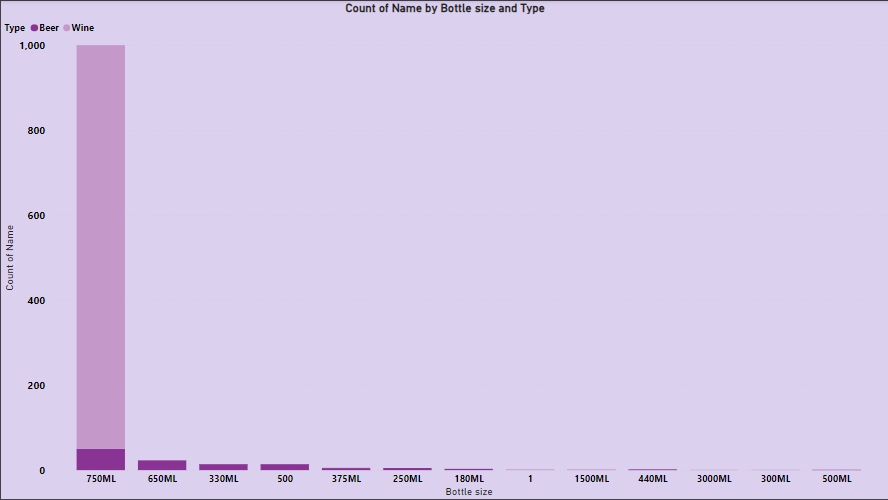 Count of Name by Bottle size and Type
Type Beer Wine
1,000
800
600
400
200
0
Count of Name
750ML 650ML 330ML 500 375ML 250ML 180ML 1 1500ML 440ML 3000ML 300ML 500ML
Bottle size